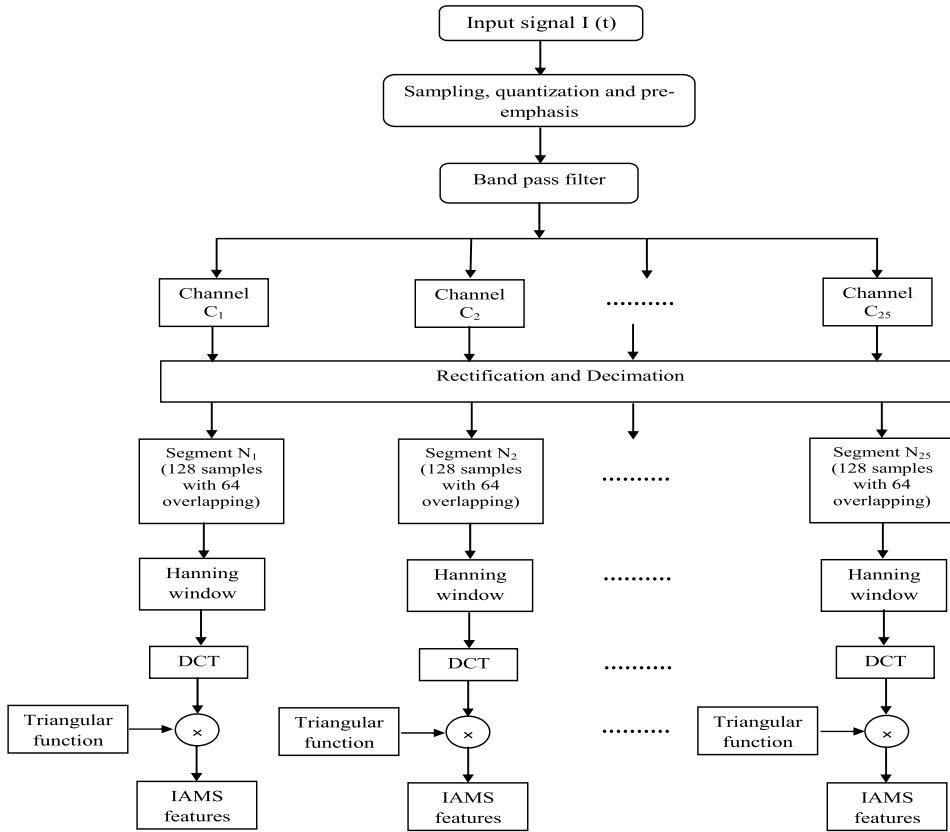 Input signal I (t)
Sampling, quantization and pre-
emphasis
Band pass filter
Channel
C₁
Channel
C₂
...........
Channel
C₂₅
Rectification and Decimation
Segment N₁
(128 samples
with 64
overlapping)
Segment N₂
(128 samples
with 64
overlapping)
...........
Segment N₂₅
(128 samples
with 64
overlapping)
Hanning
window
Hanning
window
...........
Hanning
window
DCT
DCT
...........
DCT
Triangular
function
×
Triangular
function
×
...........
Triangular
function
×
IAMS
features
IAMS
features
IAMS
features